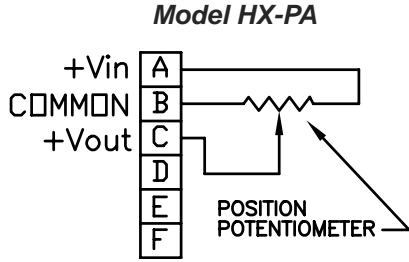 Model HX-PA
+Vin A
COMMON B
+Vout C
D
E
F
POSITION
POTENTIOMETER